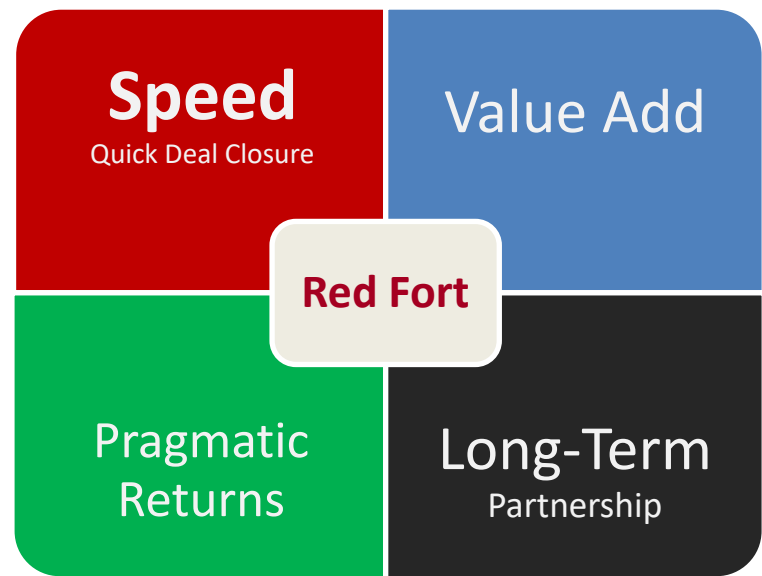 Speed
Quick Deal Closure
Value Add
Red Fort
Pragmatic
Returns
Long-Term
Partnership